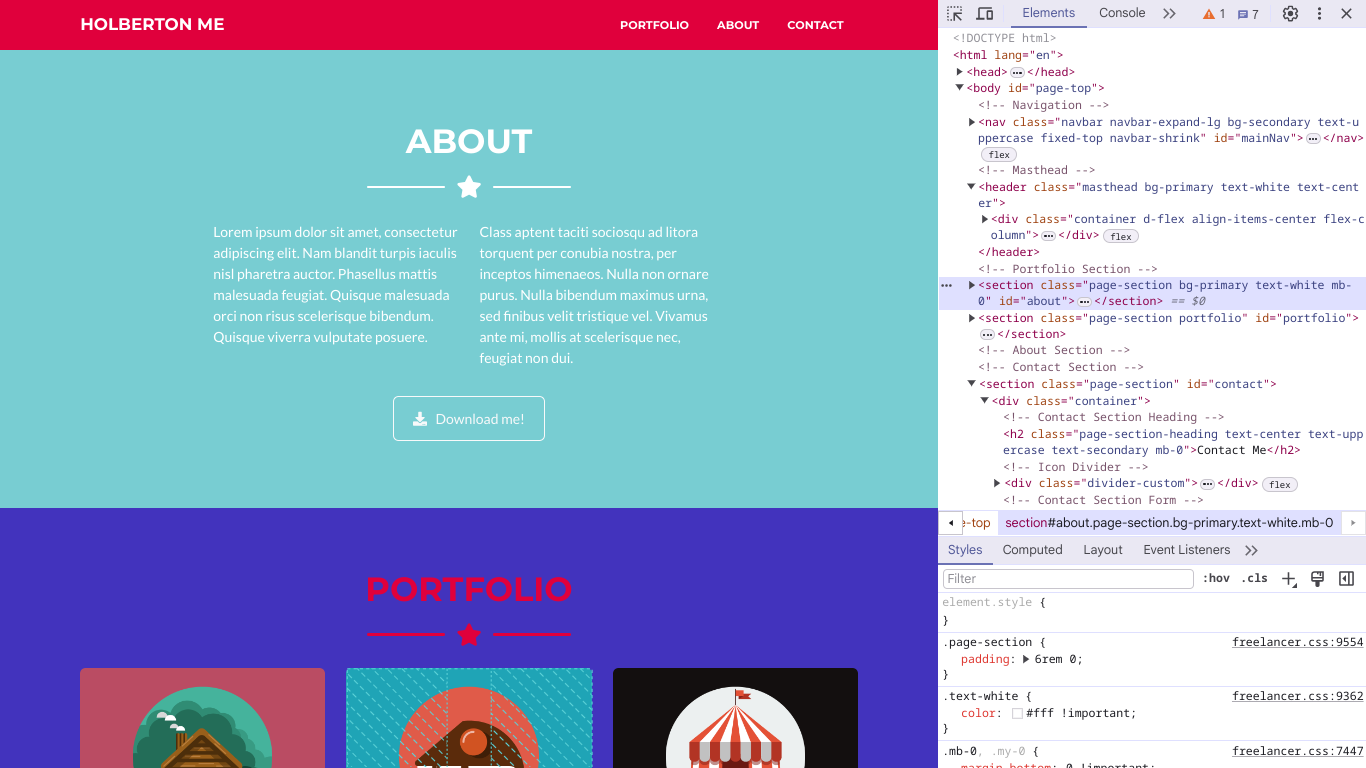 HOLBERTON ME
PORTFOLIO ABOUT CONTACT
ABOUT
Lorem ipsum dolor sit amet, consectetur
adipiscing elit. Nam blandit turpis iaculis
nisl pharetra auctor. Phasellus mattis
malesuada feugiat. Quisque malesuada
orci non risus scelerisque bibendum.
Quisque viverra vulputate posuere.
Class aptent taciti sociosqu ad litora
torquent per conubia nostra, per
inceptos himenaeos. Nulla non ornare
purus. Nulla bibendum maximus urna,
sed finibus velit tristique vel. Vivamus
ante mi, mollis at scelerisque nec,
feugiat non dui.
Download me!
PORTFOLIO
Elements Console 1 7
<!DOCTYPE html>
<html lang="en">
<head> </head>
<body id="page-top">
<!-- Navigation -->
<nav class="navbar navbar-expand-lg bg-secondary text-u
ppercase fixed-top navbar-shrink" id="mainNav"> </nav>
flex
<!-- Masthead -->
<header class="masthead bg-primary text-white text-cent
er">
<div class="container d-flex align-items-center flex-c
olumn"> </div> flex
</header>
<!-- Portfolio Section -->
<section class="page-section bg-primary text-white mb-
0" id="about"> </section> == $0
<section class="page-section portfolio" id="portfolio">
</section>
<!-- About Section -->
<!-- Contact Section -->
<section class="page-section" id="contact">
<div class="container">
<!-- Contact Section Heading -->
<h2 class="page-section-heading text-center text-upp
ercase text-secondary mb-0">Contact Me</h2>
<!-- Icon Divider -->
<div class="divider-custom"> </div> flex
<!-- Contact Section Form -->
e-top section#about.page-section.bg-primary.text-white.mb-0
Styles Computed Layout Event Listeners
Filter :hov .cls
element.style {
}
.page-section { freelancer.css:9554
padding: 6rem 0;
}
.text-white { freelancer.css:9362
color: #fff !important;
}
.mb-0, .my-0 { freelancer.css:7447
margin-bottom: 0 !important;